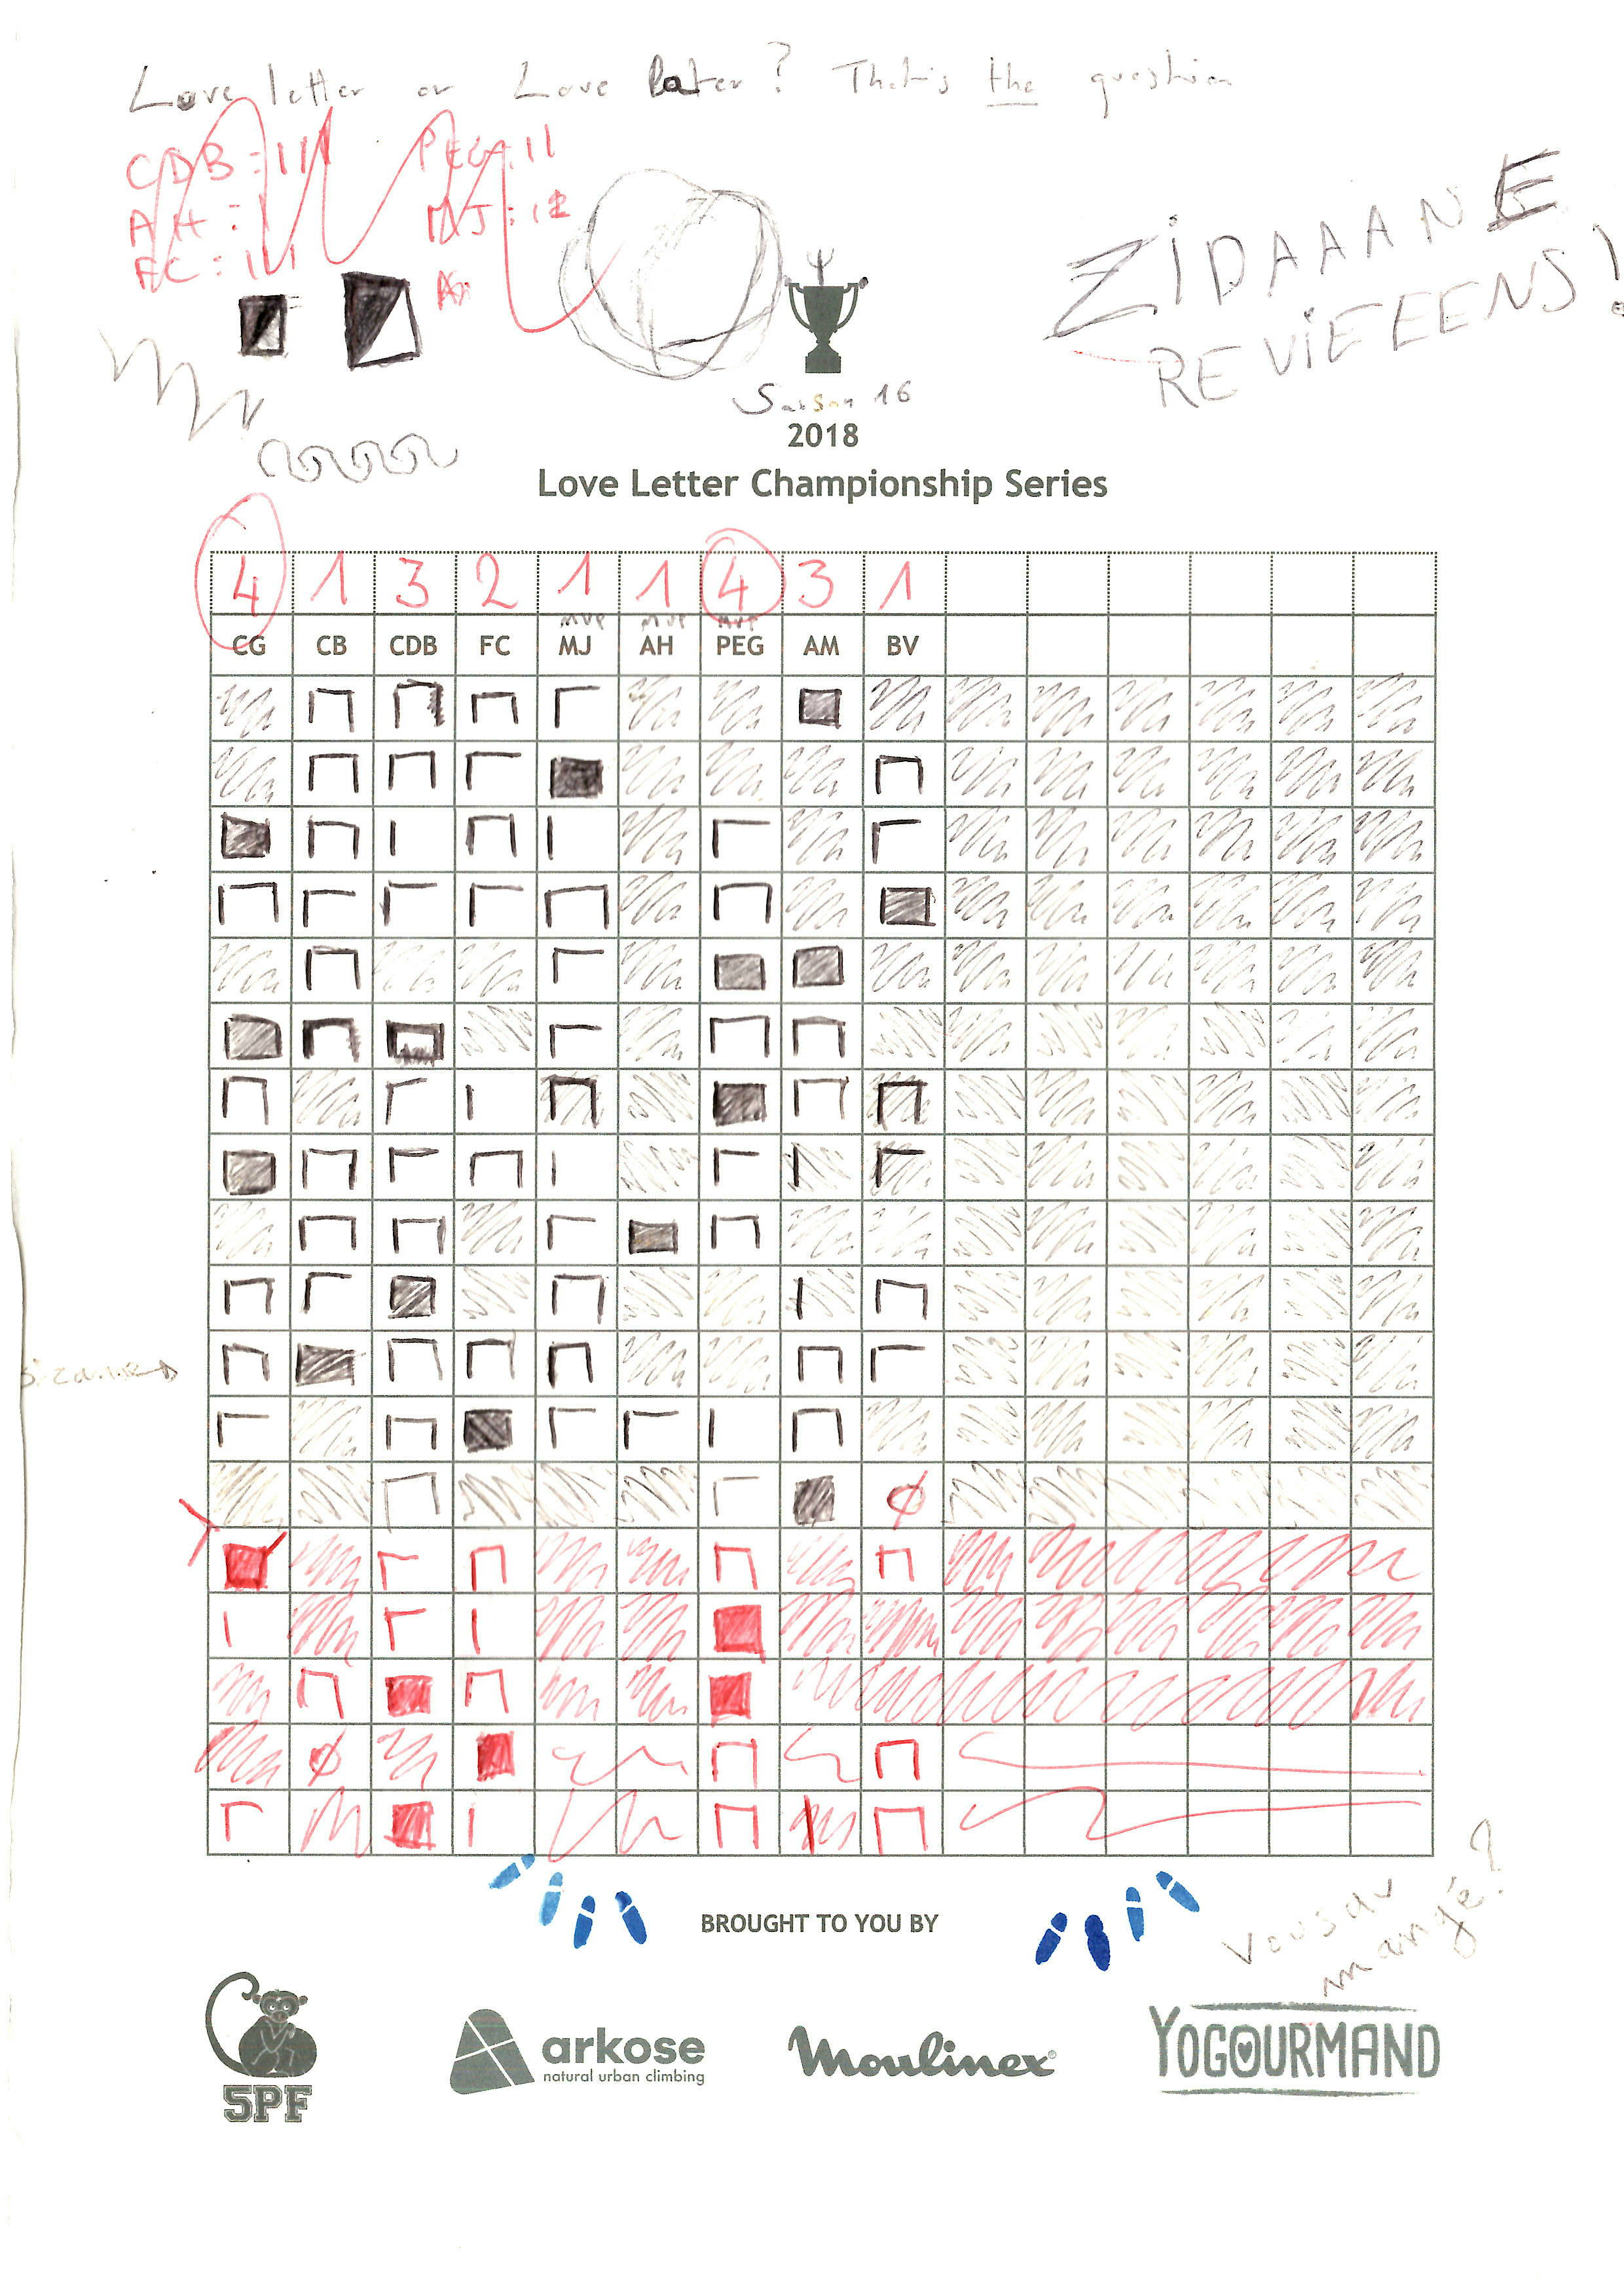 Love letter or Love later? That is the question
CDB: III PEG: II
AH: I MJ: II
FC: III
ZIDAAANE
REVIEEEENS!
Saison 16
2018
Love Letter Championship Series
4 1 3 2 1 1 4 3 1
MVP MVP MVP
CG CB CDB FC MJ AH PEG AM BV
BROUGHT TO YOU BY
Vous av
mangé?
5PF
arkose
natural urban climbing
Moulinex
YOGOURMAND